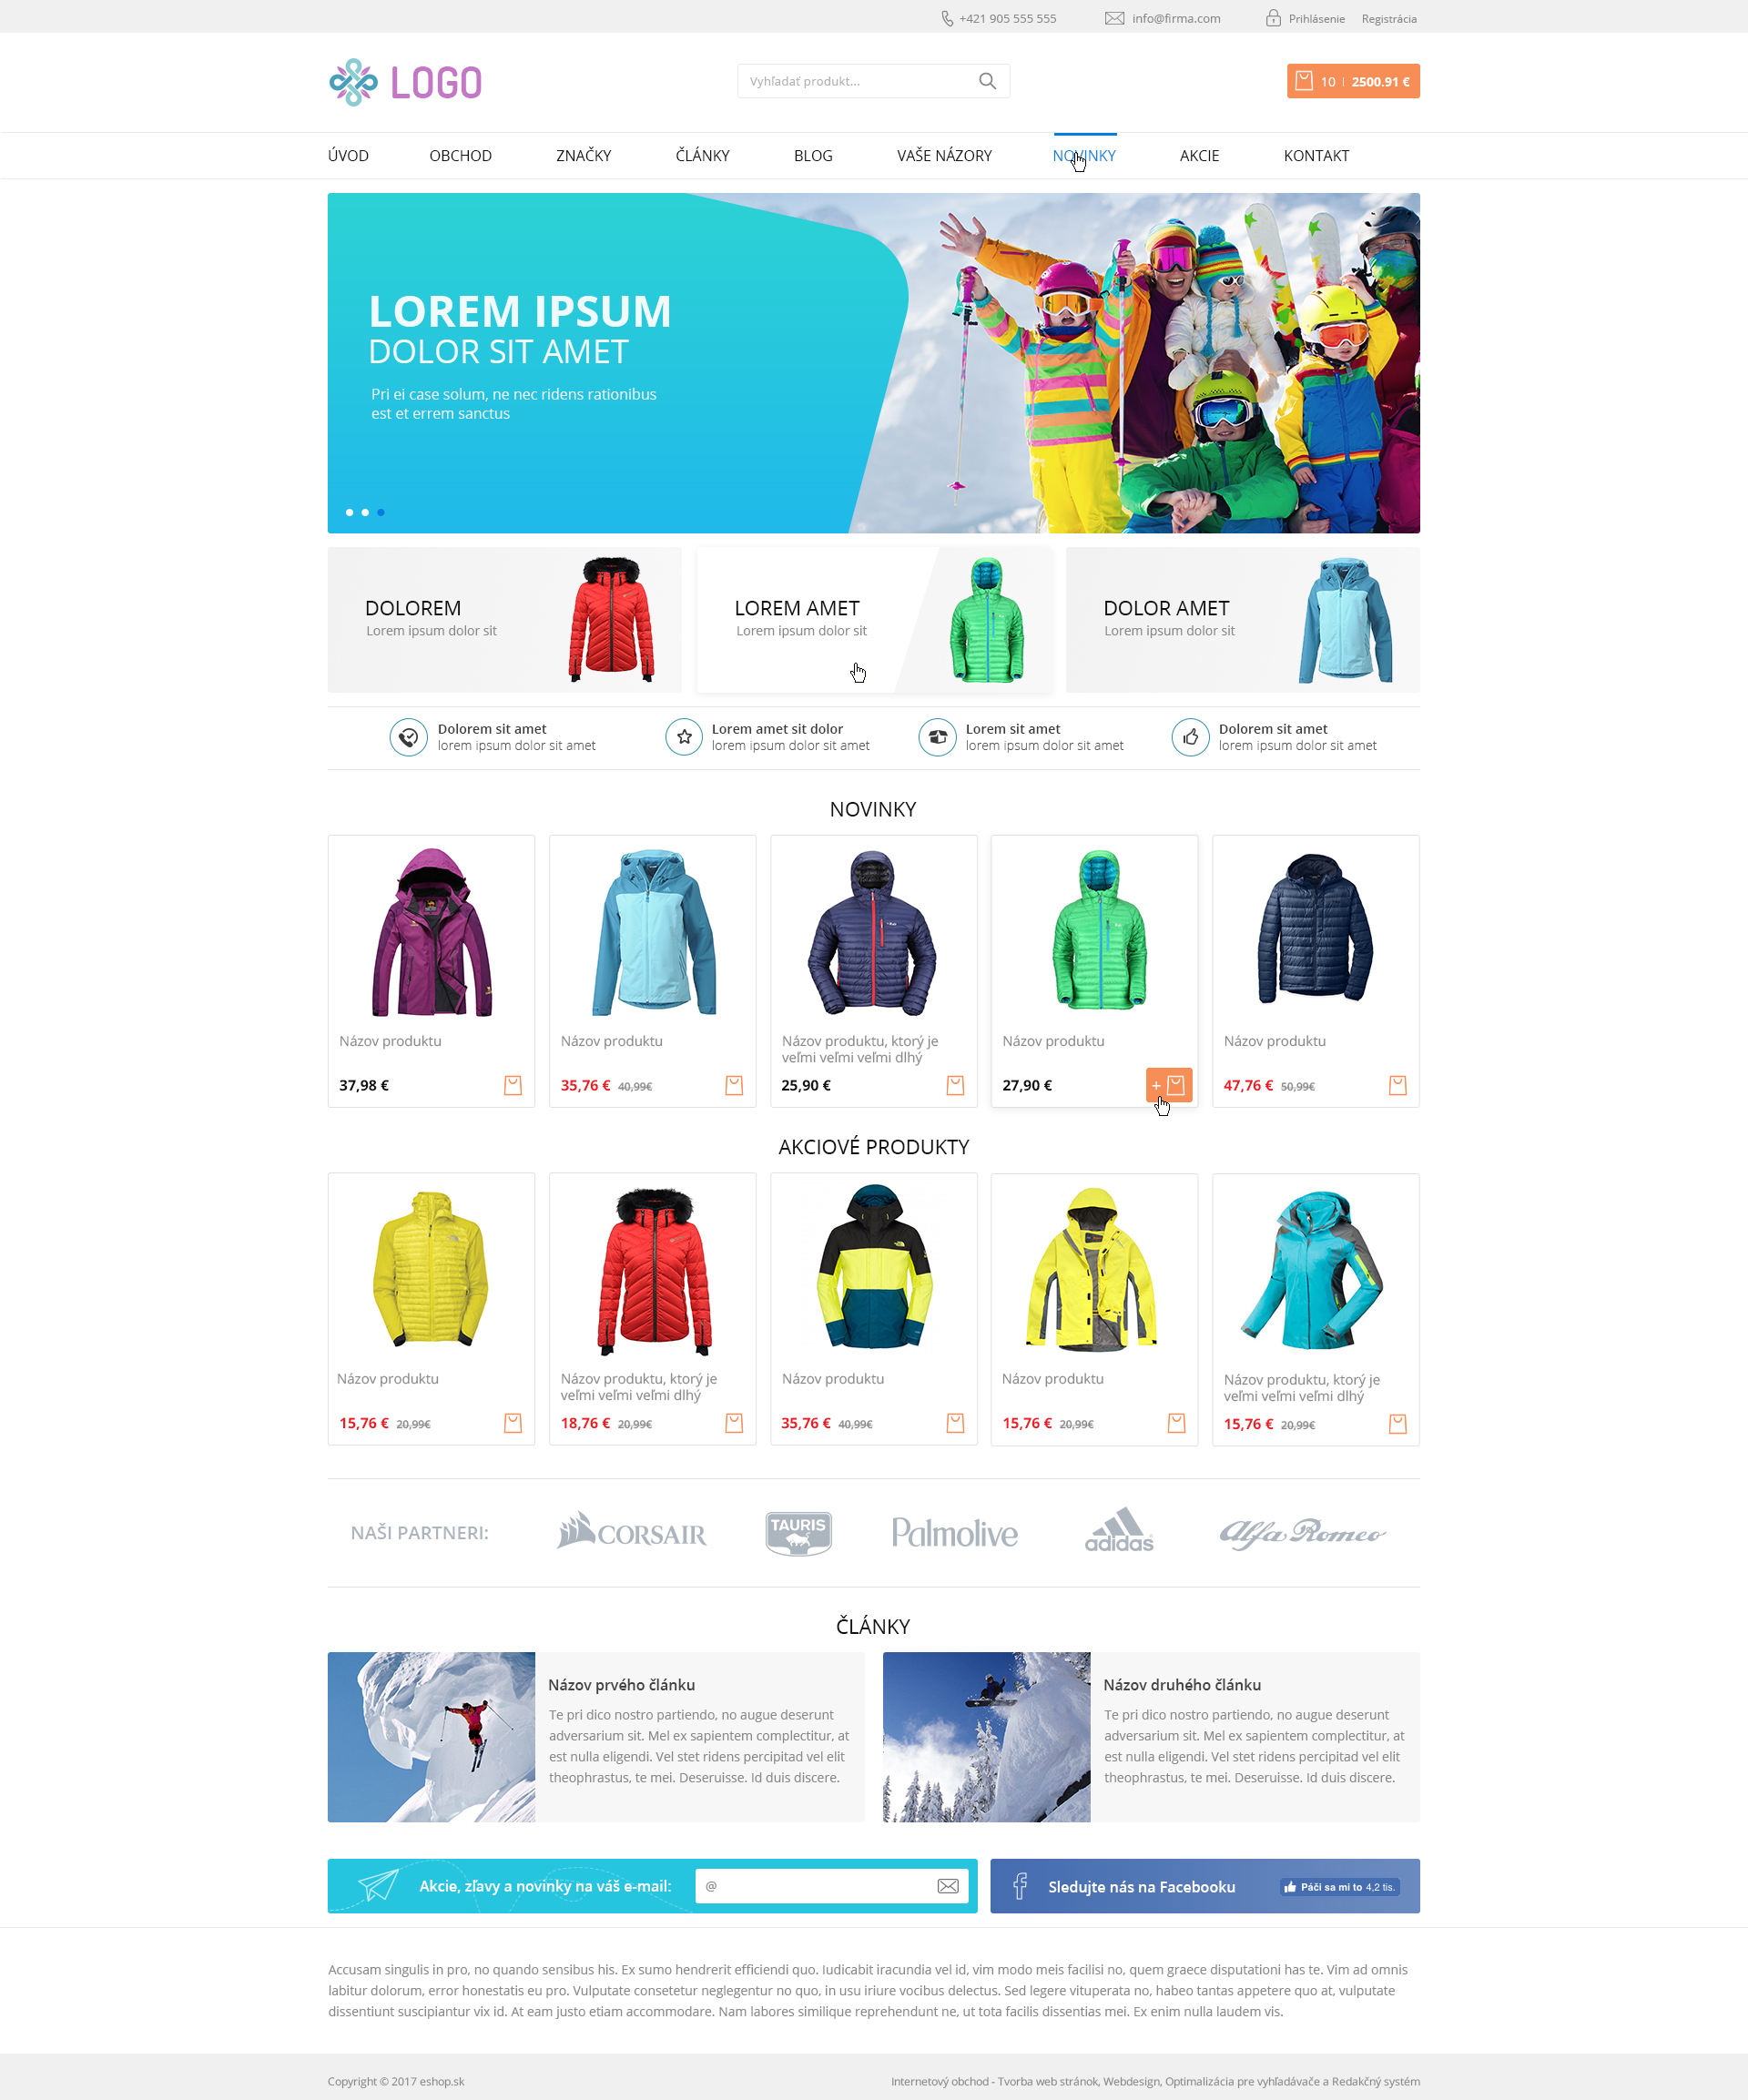 +421 905 555 555
info@firma.com
Prihlásenie
Registrácia
LOGO
Vyhľadať produkt...
10 | 2500.91 €
ÚVOD
OBCHOD
ZNAČKY
ČLÁNKY
BLOG
VAŠE NÁZORY
NOVINKY
AKCIE
KONTAKT
LOREM IPSUM
DOLOR SIT AMET
Pri ei case solum, ne nec ridens rationibus
est et errem sanctus
DOLOREM
Lorem ipsum dolor sit
LOREM AMET
Lorem ipsum dolor sit
DOLOR AMET
Lorem ipsum dolor sit
Dolorem sit amet
lorem ipsum dolor sit amet
Lorem amet sit dolor
lorem ipsum dolor sit amet
Lorem sit amet
lorem ipsum dolor sit amet
Dolorem sit amet
lorem ipsum dolor sit amet
NOVINKY
Názov produktu
37,98 €
Názov produktu
35,76 € 40,99€
Názov produktu, ktorý je
veľmi veľmi veľmi dlhý
25,90 €
Názov produktu
27,90 €
+
Názov produktu
47,76 € 50,99€
AKCIOVÉ PRODUKTY
Názov produktu
15,76 € 20,99€
Názov produktu, ktorý je
veľmi veľmi veľmi dlhý
18,76 € 20,99€
Názov produktu
35,76 € 40,99€
Názov produktu
15,76 € 20,99€
Názov produktu, ktorý je
veľmi veľmi veľmi dlhý
15,76 € 20,99€
NAŠI PARTNERI:
CORSAIR
TAURIS
Palmolive
adidas
Alfa Romeo
ČLÁNKY
Názov prvého článku
Te pri dico nostro partiendo, no augue deserunt
adversarium sit. Mel ex sapientem complectitur, at
est nulla eligendi. Vel stet ridens percipitad vel elit
theophrastus, te mei. Deseruisse. Id duis discere.
Názov druhého článku
Te pri dico nostro partiendo, no augue deserunt
adversarium sit. Mel ex sapientem complectitur, at
est nulla eligendi. Vel stet ridens percipitad vel elit
theophrastus, te mei. Deseruisse. Id duis discere.
Akcie, zľavy a novinky na váš e-mail:
@
Sledujte nás na Facebooku
Páči sa mi to 4,2 tis.
Accusam singulis in pro, no quando sensibus his. Ex sumo hendrerit efficiendi quo. Iudicabit iracundia vel id, vim modo meis facilisi no, quem graece disputationi has te. Vim ad omnis
labitur dolorum, error honestatis eu pro. Vulputate consetetur neglegentur no quo, in usu iriure vocibus delectus. Sed legere vituperata no, habeo tantas appetere quo at, vulputate
dissentiunt suscipiantur vix id. At eam justo etiam accommodare. Nam labores similique reprehendunt ne, ut tota facilis dissentias mei. Ex enim nulla laudem vis.
Copyright © 2017 eshop.sk
Internetový obchod - Tvorba web stránok, Webdesign, Optimalizácia pre vyhľadávače a Redakčný systém